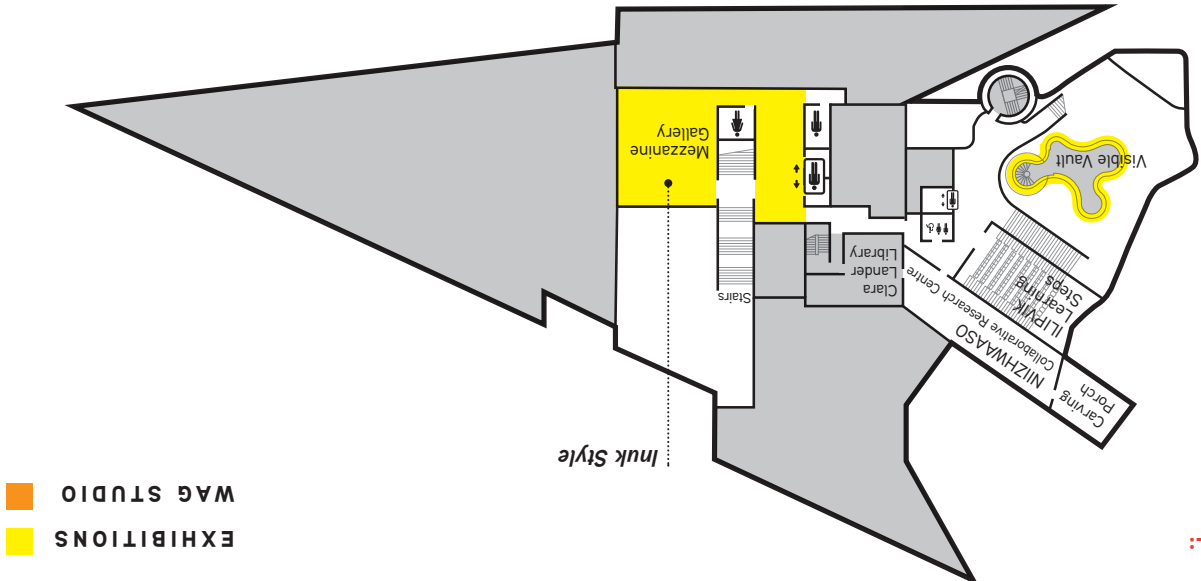 EXHIBITIONS
WAG STUDIO
Inuk Style
Carving
Porch
NIIZHWAASO
Collaborative Research Centre
ILIPVIK
Learning
Steps
Stairs
Clara
Lander
Library
Visible Vault
Mezzanine
Gallery